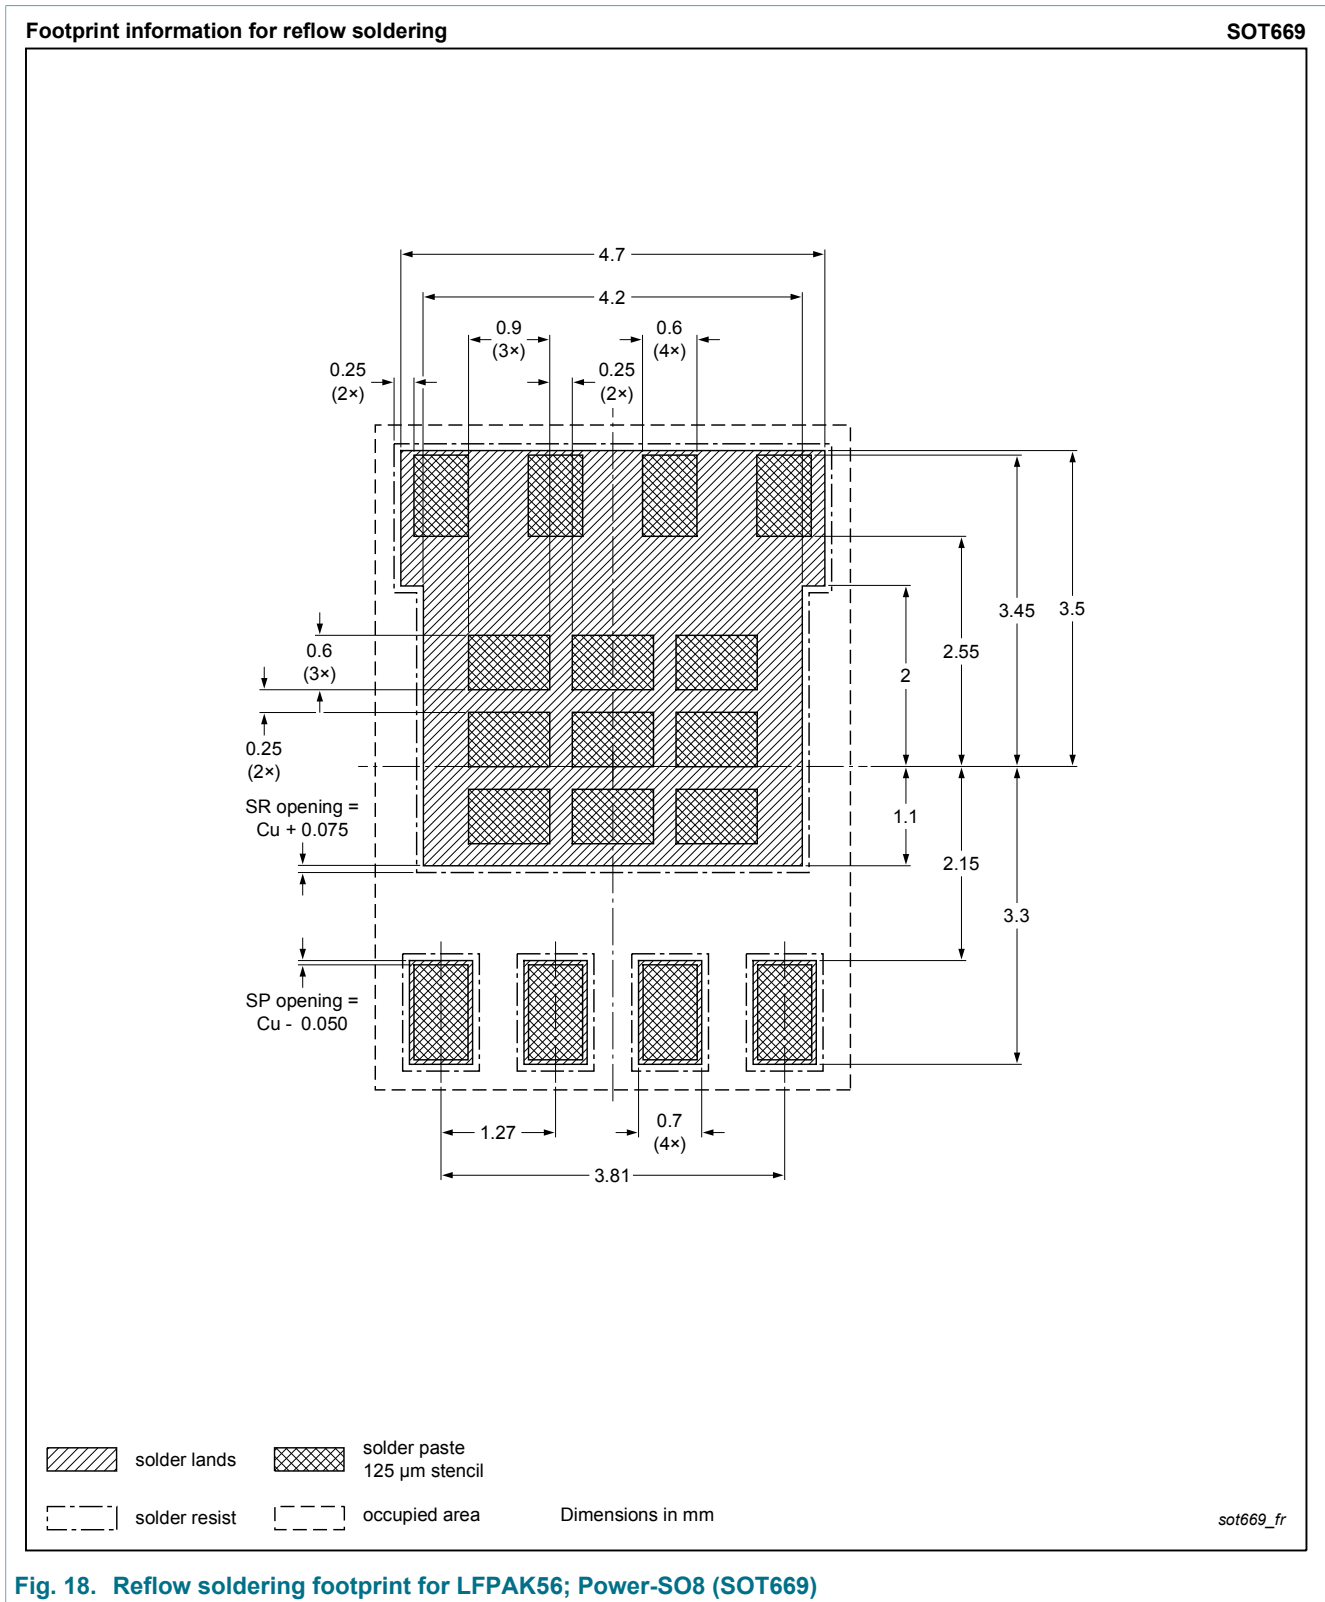 Footprint information for reflow soldering SOT669
4.7
4.2
0.9
(3×)
0.6
(4×)
0.25
(2×)
0.25
(2×)
3.45
3.5
2.55
2
0.6
(3×)
0.25
(2×)
SR opening =
Cu + 0.075
1.1
2.15
3.3
SP opening =
Cu - 0.050
1.27
0.7
(4×)
3.81
solder lands
solder paste
125 µm stencil
solder resist
occupied area
Dimensions in mm
sot669_fr
Fig. 18. Reflow soldering footprint for LFPAK56; Power-SO8 (SOT669)